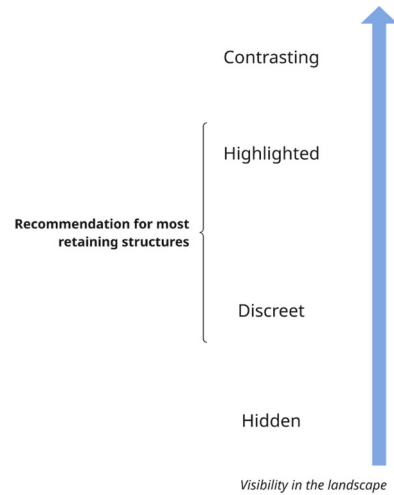 Contrasting
Highlighted
Recommendation for most
retaining structures
Discreet
Hidden
Visibility in the landscape